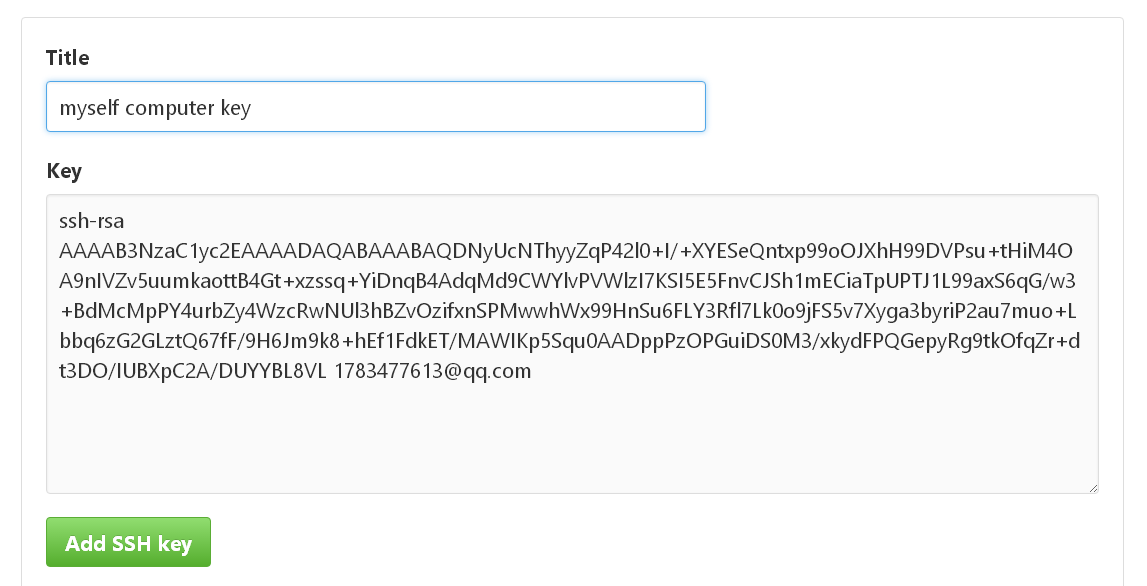 Title
myself computer key
Key
ssh-rsa
AAAAB3NzaC1yc2EAAAADAQABAAABAQDNyUcNThyyZqP42l0+I/+XYESeQntxp99oOJXhH99DVPsu+tHiM4O
A9nIVZv5uumkaottB4Gt+xzssq+YiDnqB4AdqMd9CWYlvPVWlzI7KSI5E5FnvCJSh1mECiaTpUPTJ1L99axS6qG/w3
+BdMcMpPY4urbZy4WzcRwNUl3hBZvOzifxnSPMwwhWx99HnSu6FLY3Rfl7Lk0o9jFS5v7Xyga3byriP2au7muo+L
bbq6zG2GLztQ67fF/9H6Jm9k8+hEf1FdkET/MAWIKp5Squ0AADppPzOPGuiDS0M3/xkydFPQGepyRg9tkOfqZr+d
t3DO/IUBXpC2A/DUYYBL8VL 1783477613@qq.com
Add SSH key